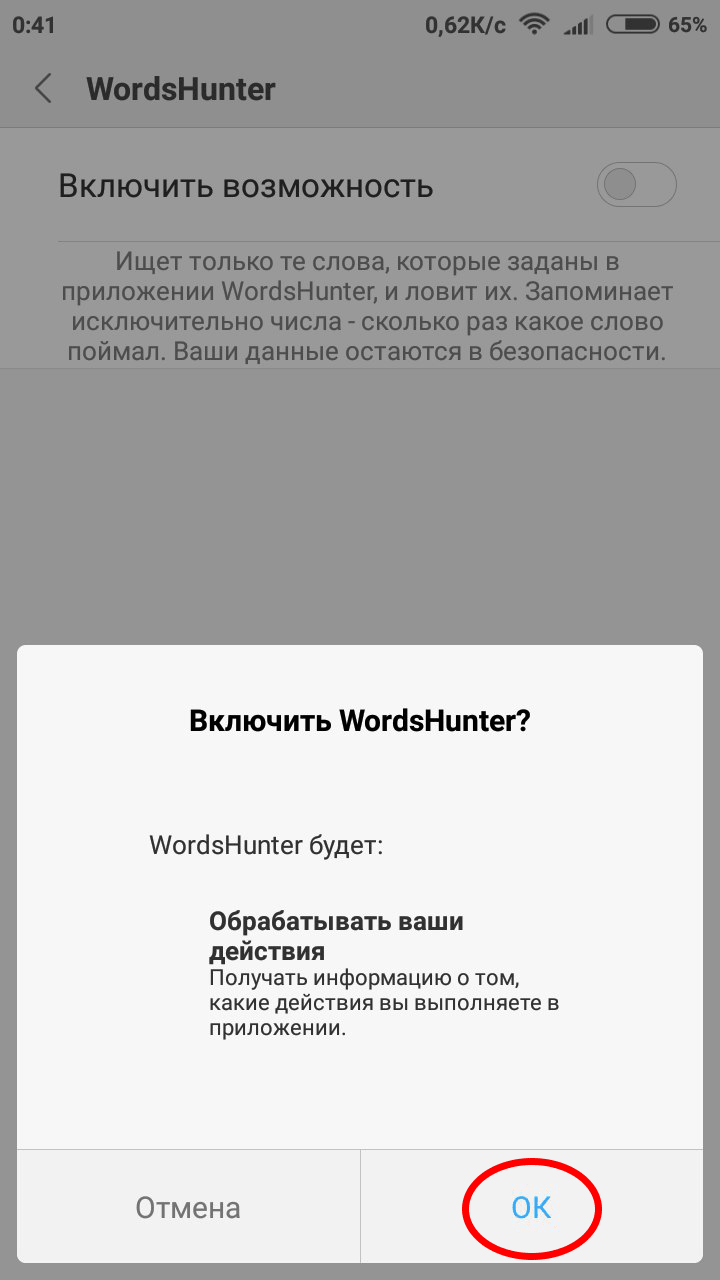 0:41 0,62K/c 65%
WordsHunter
Включить возможность
Ищет только те слова, которые заданы в
приложении WordsHunter, и ловит их. Запоминает
исключительно числа - сколько раз какое слово
поймал. Ваши данные остаются в безопасности.
Включить WordsHunter?
WordsHunter будет:
Обрабатывать ваши
действия
Получать информацию о том,
какие действия вы выполняете в
приложении.
Отмена ОК